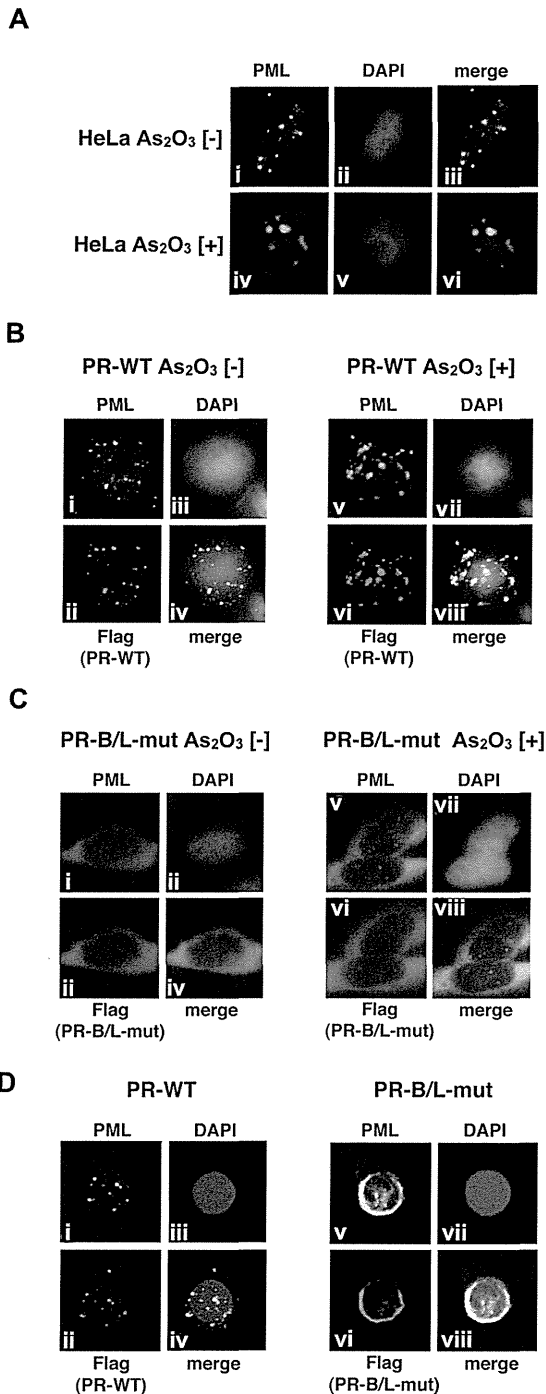 A
PML DAPI merge
HeLa As2O3 [-]
i ii iii
HeLa As2O3 [+]
iv v vi
B
PR-WT As2O3 [-] PR-WT As2O3 [+]
PML DAPI PML DAPI
i iii v vii
ii iv vi viii
Flag merge Flag merge
(PR-WT) (PR-WT)
C
PR-B/L-mut As2O3 [-] PR-B/L-mut As2O3 [+]
PML DAPI PML DAPI
i ii v vii
ii iv vi viii
Flag merge Flag merge
(PR-B/L-mut) (PR-B/L-mut)
D
PR-WT PR-B/L-mut
PML DAPI PML DAPI
i iii v vii
ii iv vi viii
Flag merge Flag merge
(PR-WT) (PR-B/L-mut)